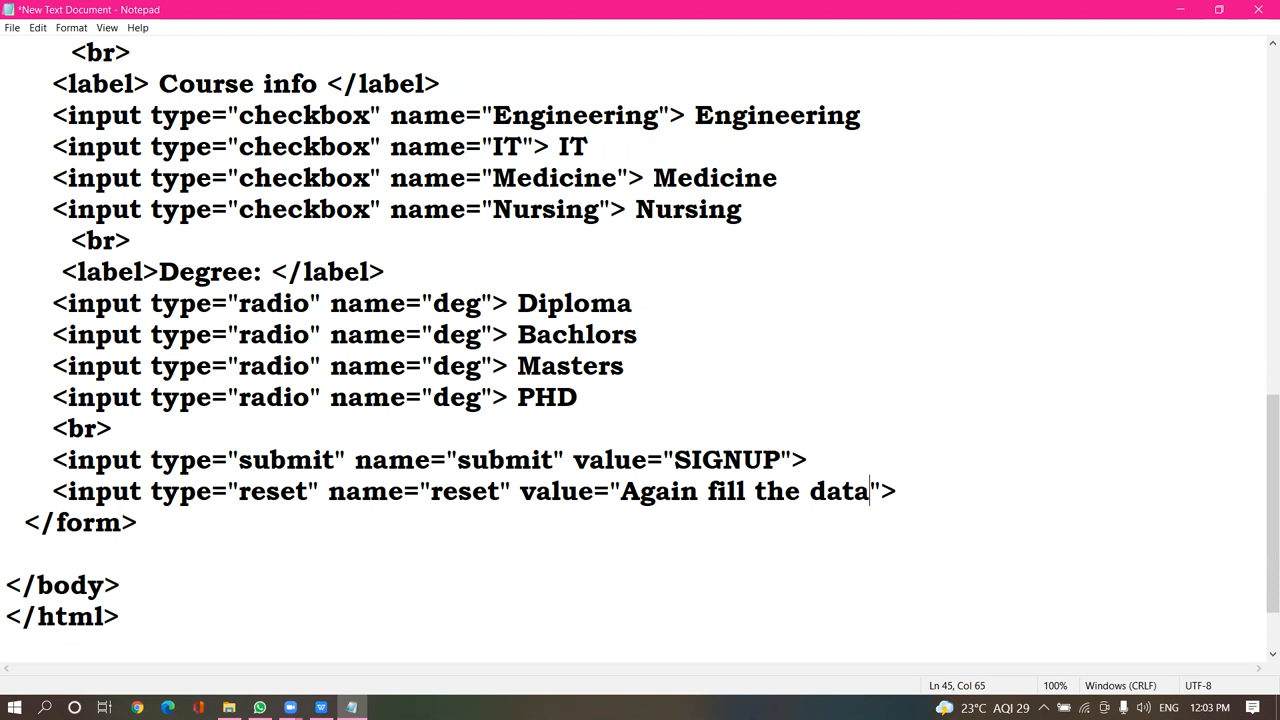 *New Text Document - Notepad
File Edit Format View Help
<br>
<label> Course info </label>
<input type="checkbox" name="Engineering"> Engineering
<input type="checkbox" name="IT"> IT
<input type="checkbox" name="Medicine"> Medicine
<input type="checkbox" name="Nursing"> Nursing
<br>
<label>Degree: </label>
<input type="radio" name="deg"> Diploma
<input type="radio" name="deg"> Bachlors
<input type="radio" name="deg"> Masters
<input type="radio" name="deg"> PHD
<br>
<input type="submit" name="submit" value="SIGNUP">
<input type="reset" name="reset" value="Again fill the data">
</form>
</body>
</html>
Ln 45, Col 65 100% Windows (CRLF) UTF-8
23°C AQI 29 ENG 12:03 PM